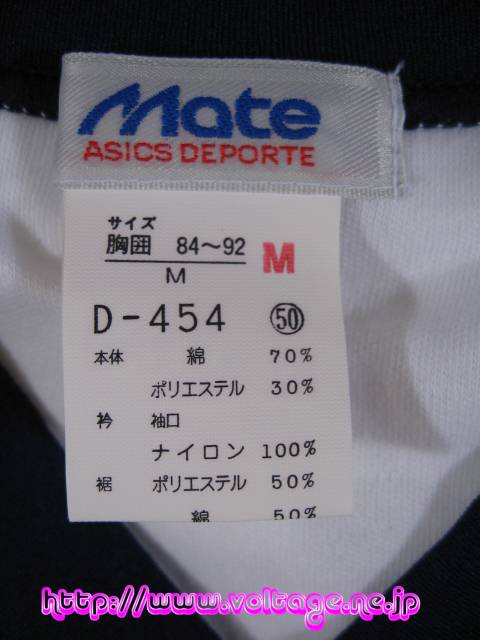 Mate
ASICS DEPORTE
サイズ
胸囲 84～92 M
M
D-454 ㊿
本体 綿 70%
ポリエステル 30%
衿 袖口
ナイロン 100%
裾 ポリエステル 50%
綿 50%
http://www.voltage.ne.jp